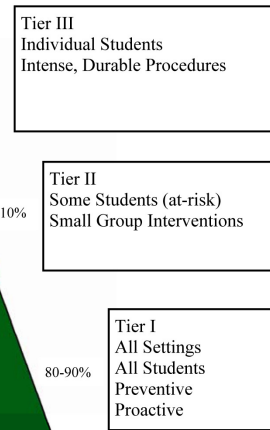 Tier III
Individual Students
Intense, Durable Procedures
Tier II
Some Students (at-risk)
Small Group Interventions
10%
Tier I
All Settings
All Students
Preventive
Proactive
80-90%